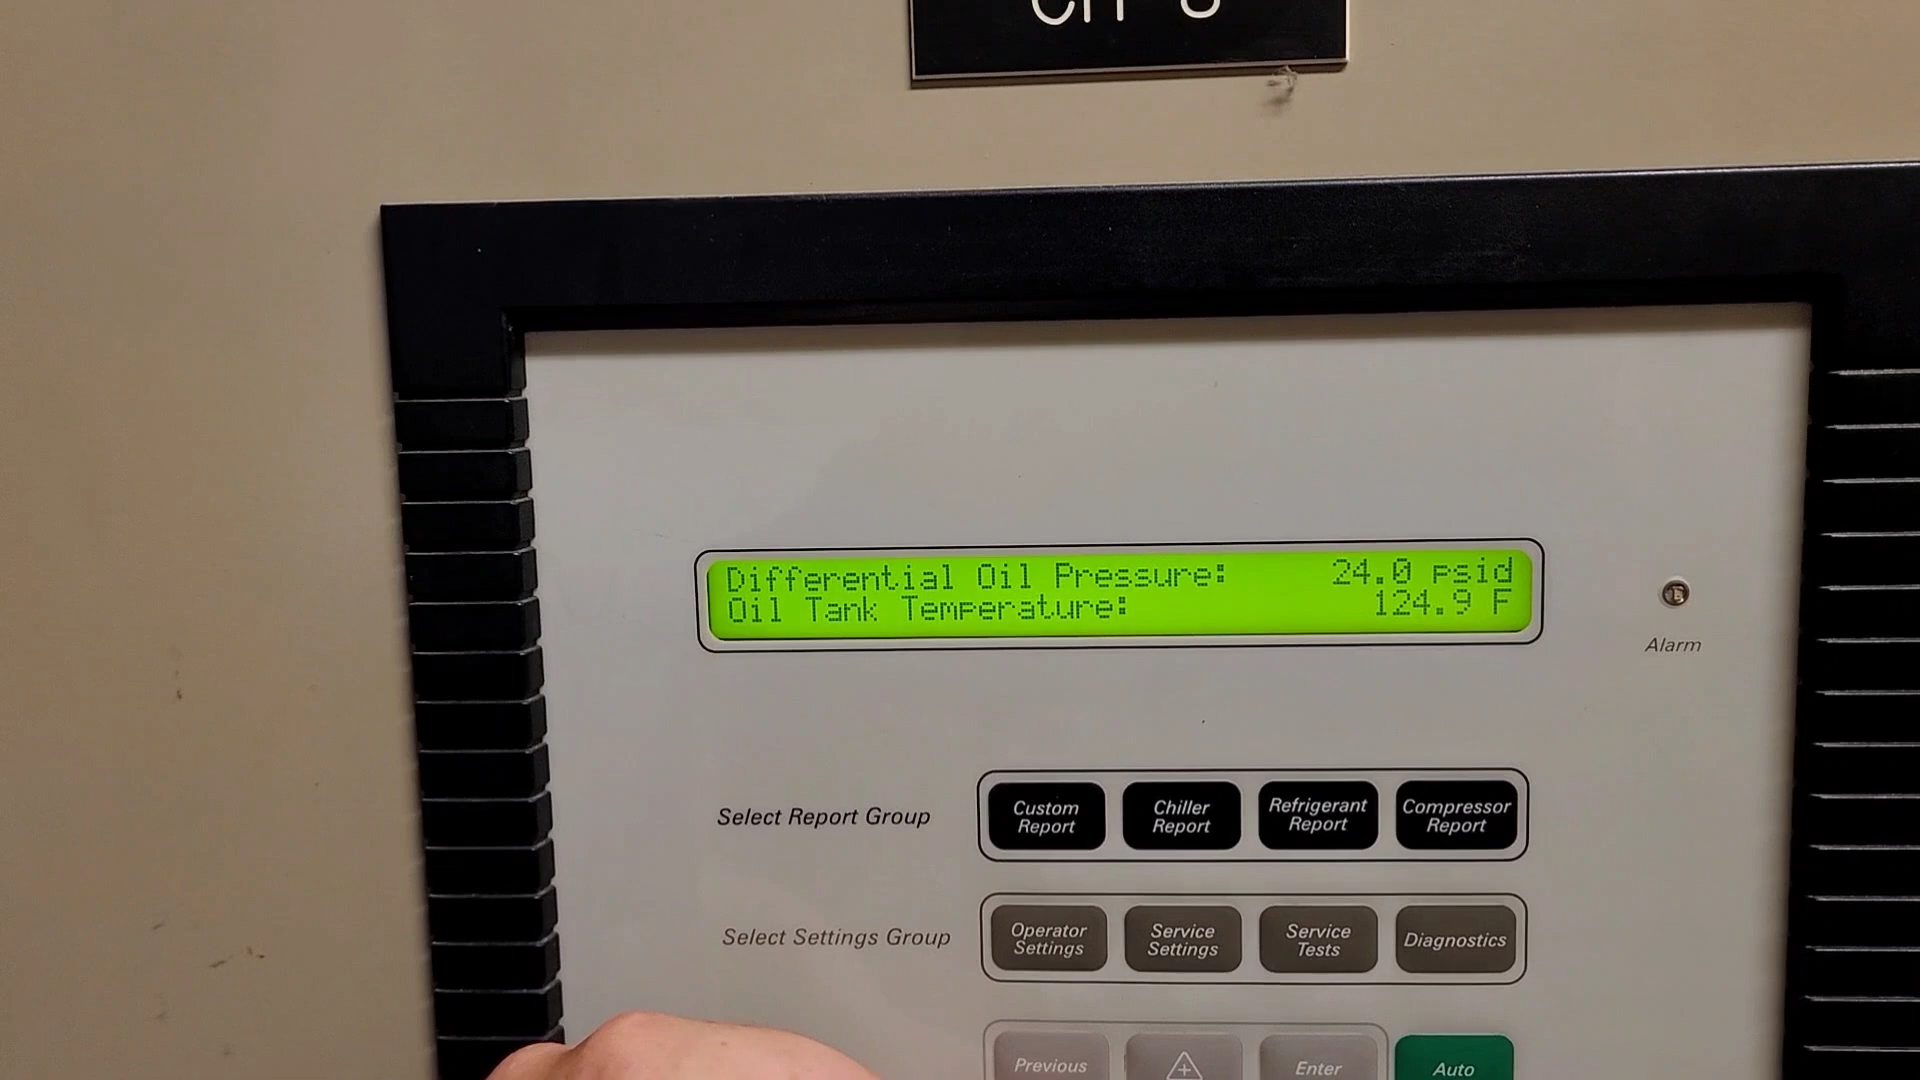 Differential Oil Pressure: 24.0 psid
Oil Tank Temperature: 124.9 F
Alarm
Select Report Group
Custom Report
Chiller Report
Refrigerant Report
Compressor Report
Select Settings Group
Operator Settings
Service Settings
Service Tests
Diagnostics
Previous
+
Enter
Auto